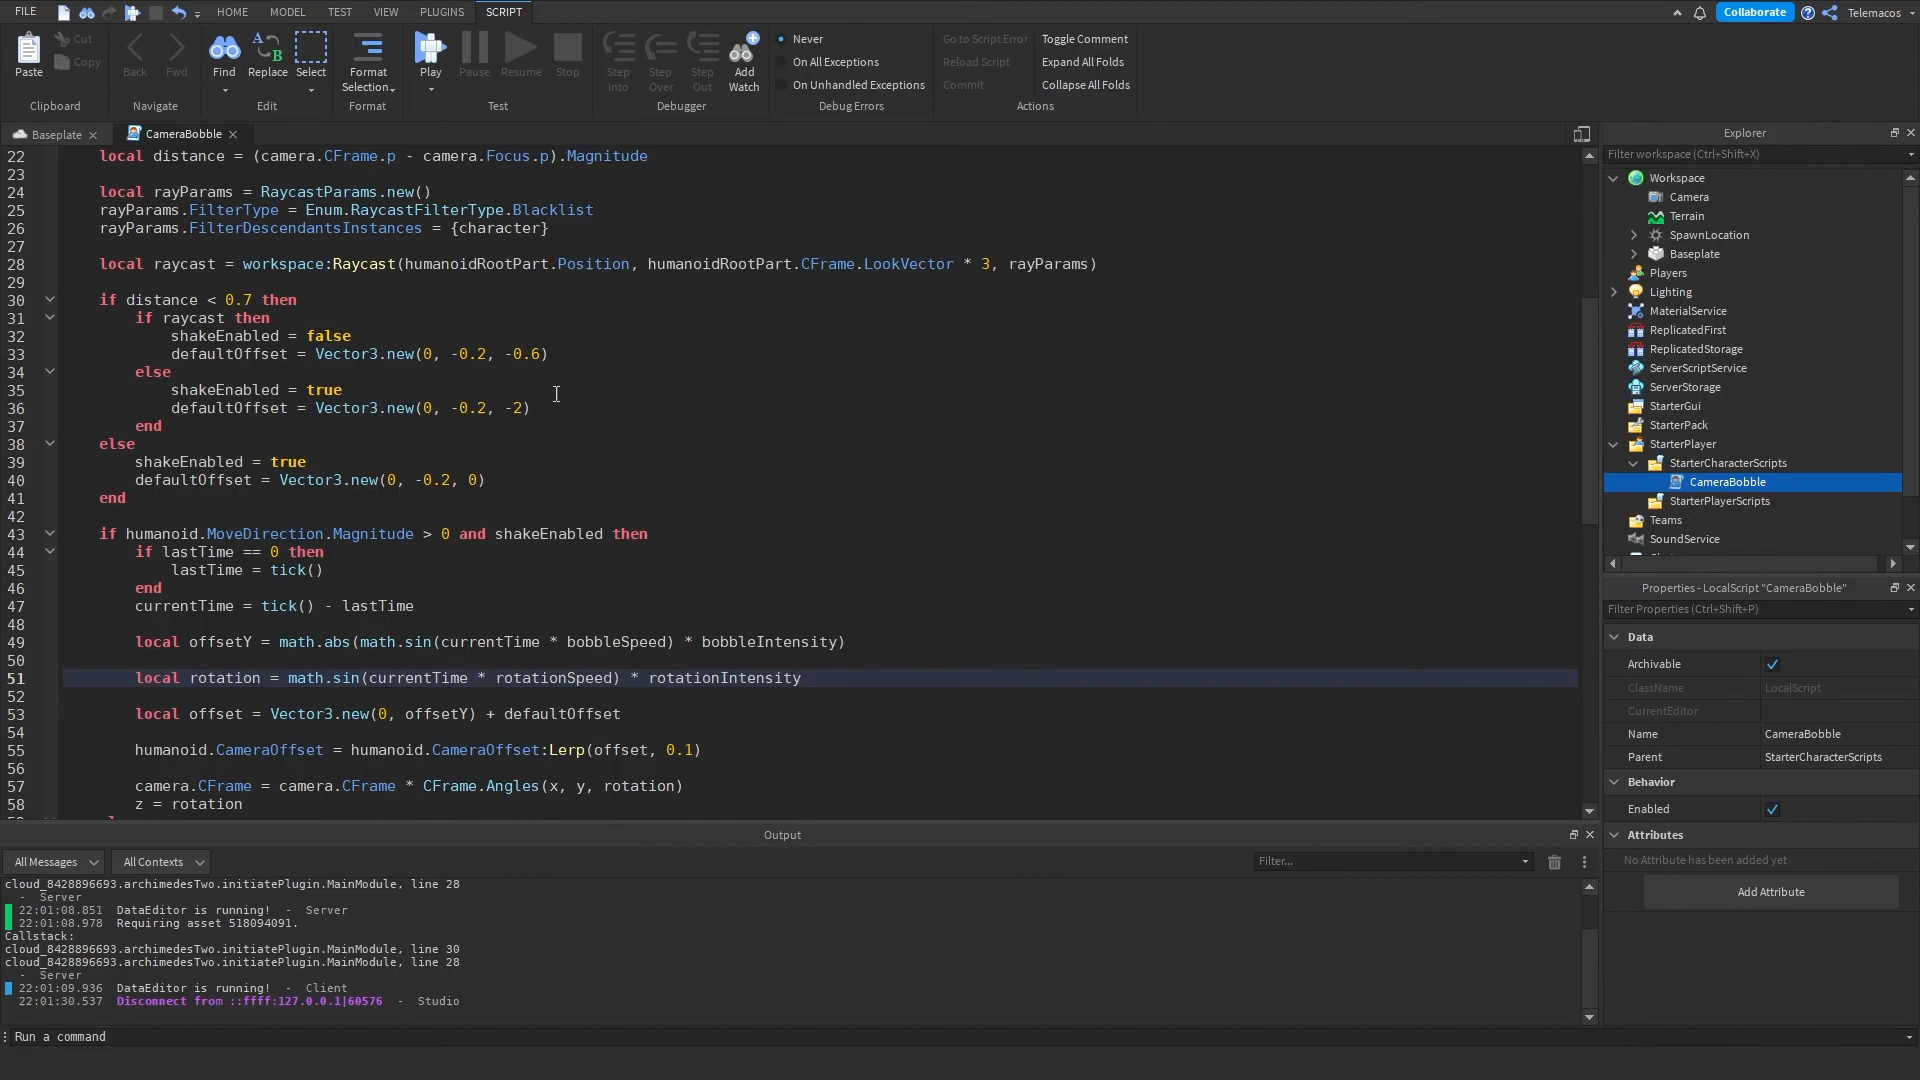 FILE HOME MODEL TEST VIEW PLUGINS SCRIPT Collaborate Telemacos
Paste Cut Copy Clipboard
Back Fwd Navigate
Find Replace Select Edit
Format Selection Format
Play Pause Resume Stop Test
Step Into Step Over Step Out Add Watch Debugger
Never
On All Exceptions
On Unhandled Exceptions
Debug Errors
Go to Script Error Toggle Comment
Reload Script Expand All Folds
Commit Collapse All Folds
Actions
Baseplate CameraBobble
22 local distance = (camera.CFrame.p - camera.Focus.p).Magnitude
23
24 local rayParams = RaycastParams.new()
25 rayParams.FilterType = Enum.RaycastFilterType.Blacklist
26 rayParams.FilterDescendantsInstances = {character}
27
28 local raycast = workspace:Raycast(humanoidRootPart.Position, humanoidRootPart.CFrame.LookVector * 3, rayParams)
29
30 if distance < 0.7 then
31 if raycast then
32 shakeEnabled = false
33 defaultOffset = Vector3.new(0, -0.2, -0.6)
34 else
35 shakeEnabled = true
36 defaultOffset = Vector3.new(0, -0.2, -2)
37 end
38 else
39 shakeEnabled = true
40 defaultOffset = Vector3.new(0, -0.2, 0)
41 end
42
43 if humanoid.MoveDirection.Magnitude > 0 and shakeEnabled then
44 if lastTime == 0 then
45 lastTime = tick()
46 end
47 currentTime = tick() - lastTime
48
49 local offsetY = math.abs(math.sin(currentTime * bobbleSpeed) * bobbleIntensity)
50
51 local rotation = math.sin(currentTime * rotationSpeed) * rotationIntensity
52
53 local offset = Vector3.new(0, offsetY) + defaultOffset
54
55 humanoid.CameraOffset = humanoid.CameraOffset:Lerp(offset, 0.1)
56
57 camera.CFrame = camera.CFrame * CFrame.Angles(x, y, rotation)
58 z = rotation
Output
All Messages All Contexts Filter...
cloud_8428896693.archimedesTwo.initiatePlugin.MainModule, line 28
- Server
22:01:08.851 DataEditor is running! - Server
22:01:08.978 Requiring asset 518094091.
Callstack:
cloud_8428896693.archimedesTwo.initiatePlugin.MainModule, line 30
cloud_8428896693.archimedesTwo.initiatePlugin.MainModule, line 28
- Server
22:01:09.936 DataEditor is running! - Client
22:01:30.537 Disconnect from ::ffff:127.0.0.1|60576 - Studio
Run a command
Explorer
Filter workspace (Ctrl+Shift+X)
Workspace
Camera
Terrain
SpawnLocation
Baseplate
Players
Lighting
MaterialService
ReplicatedFirst
ReplicatedStorage
ServerScriptService
ServerStorage
StarterGui
StarterPack
StarterPlayer
StarterCharacterScripts
CameraBobble
StarterPlayerScripts
Teams
SoundService
Properties - LocalScript "CameraBobble"
Filter Properties (Ctrl+Shift+P)
Data
Archivable
ClassName LocalScript
CurrentEditor
Name CameraBobble
Parent StarterCharacterScripts
Behavior
Enabled
Attributes
No Attribute has been added yet
Add Attribute